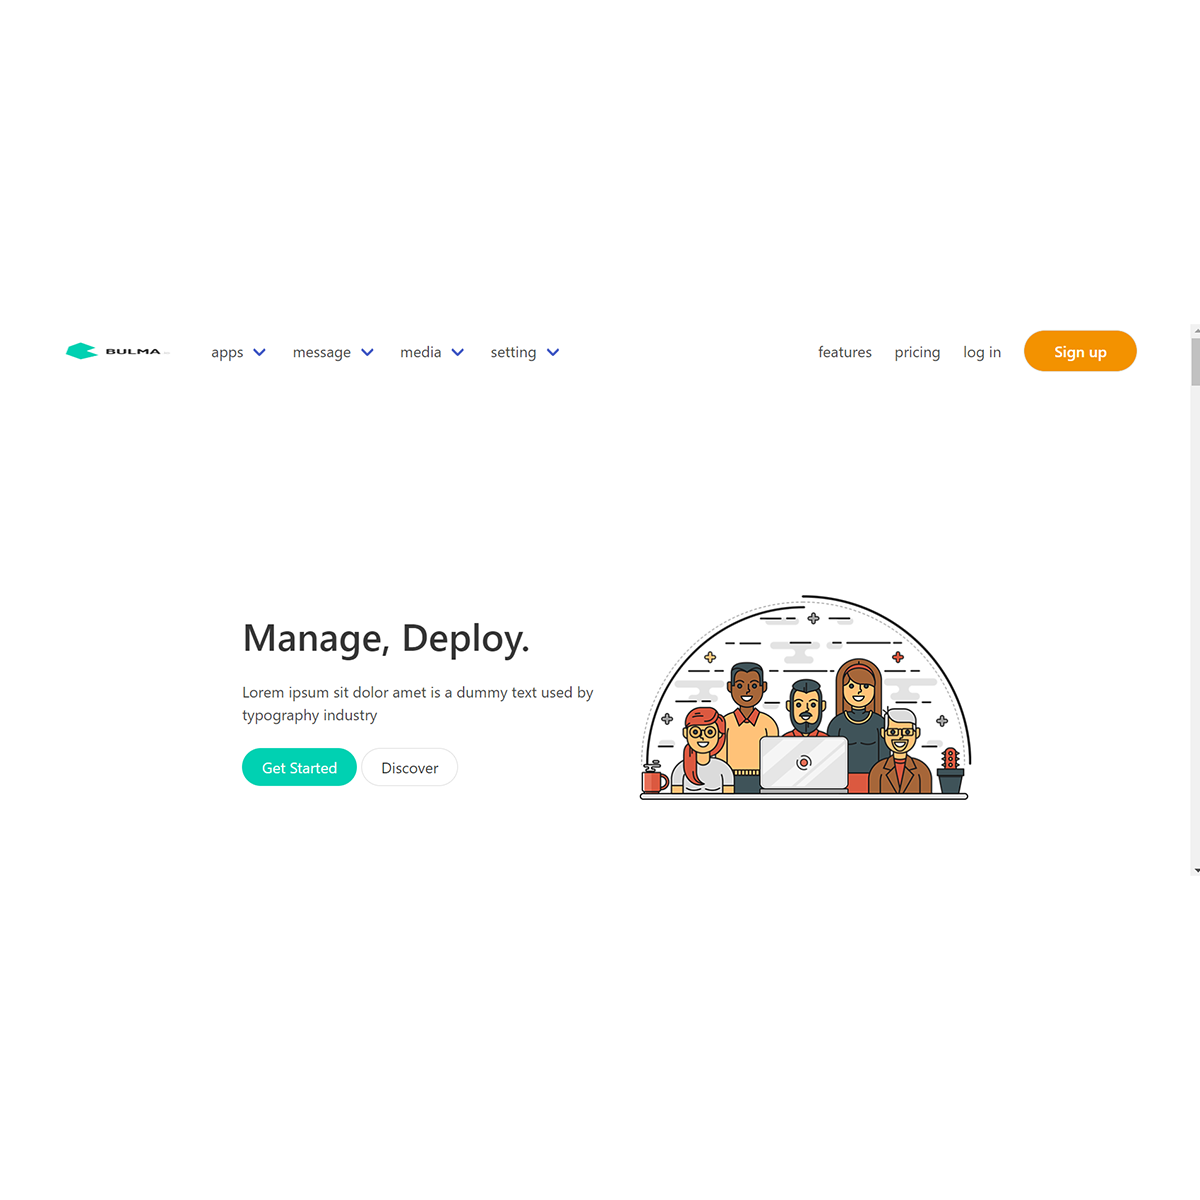 BULMA
apps message media setting features pricing log in Sign up
Manage, Deploy.
Lorem ipsum sit dolor amet is a dummy text used by
typography industry
Get Started Discover